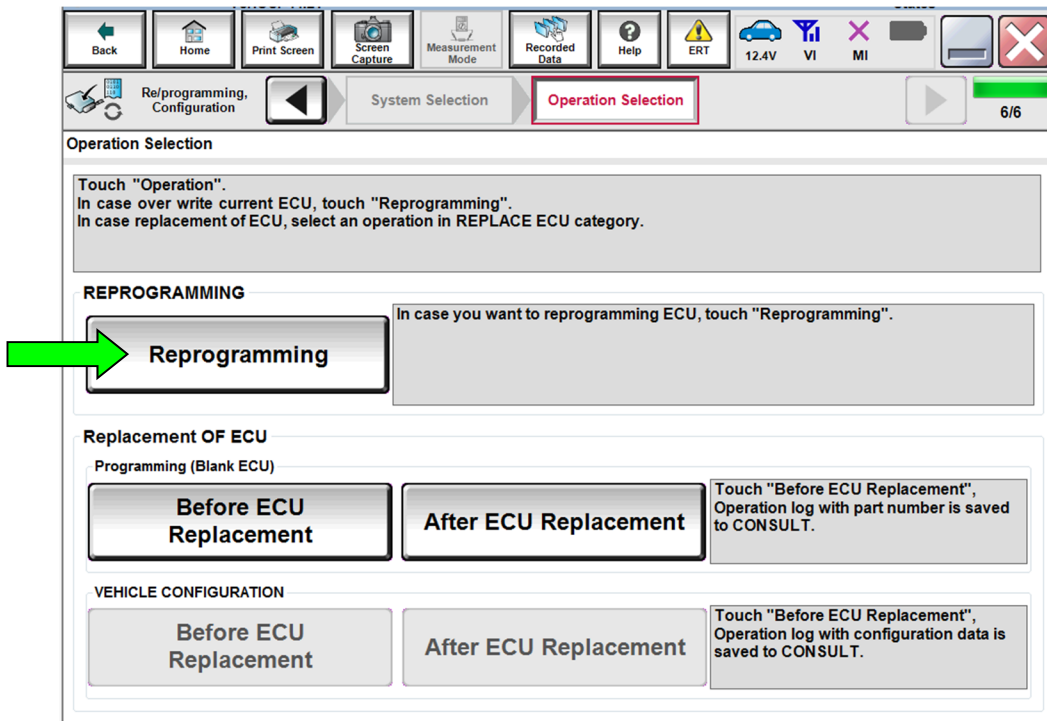 Back
Home
Print Screen
Screen
Capture
Measurement
Mode
Recorded
Data
Help
ERT
12.4V
VI
MI
Re/programming,
Configuration
System Selection
Operation Selection
6/6
Operation Selection
Touch "Operation".
In case over write current ECU, touch "Reprogramming".
In case replacement of ECU, select an operation in REPLACE ECU category.
REPROGRAMMING
Reprogramming
In case you want to reprogramming ECU, touch "Reprogramming".
Replacement OF ECU
Programming (Blank ECU)
Before ECU
Replacement
After ECU Replacement
Touch "Before ECU Replacement",
Operation log with part number is saved
to CONSULT.
VEHICLE CONFIGURATION
Before ECU
Replacement
After ECU Replacement
Touch "Before ECU Replacement",
Operation log with configuration data is
saved to CONSULT.